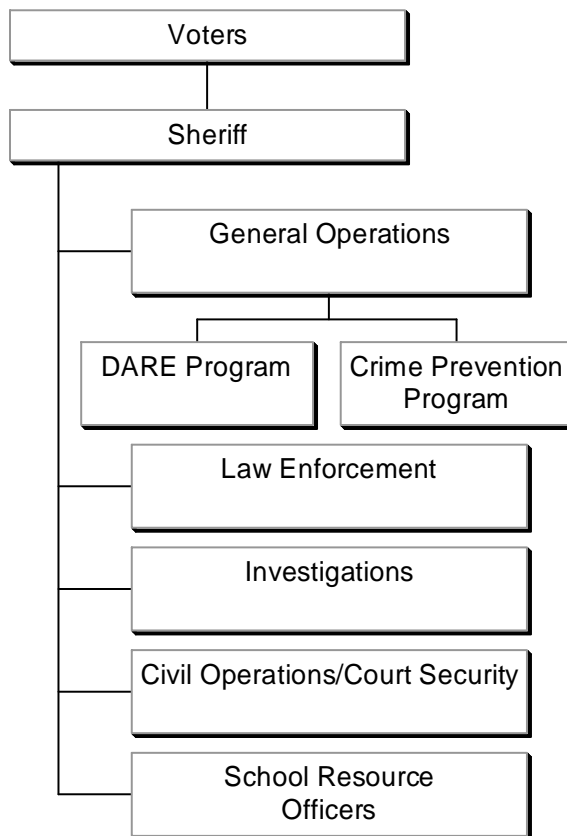 Voters
Sheriff
General Operations
DARE Program
Crime Prevention
Program
Law Enforcement
Investigations
Civil Operations/Court Security
School Resource
Officers